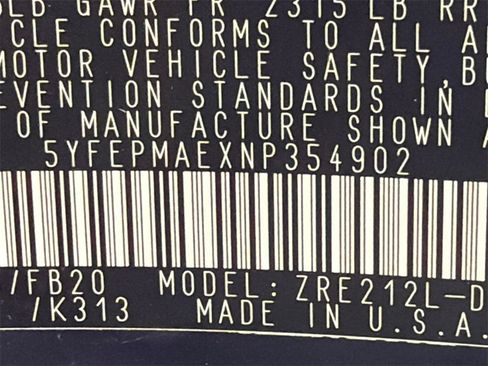 GAWR FR 2315 LB RR
CLE CONFORMS TO ALL A
MOTOR VEHICLE SAFETY, B
EVENTION STANDARDS IN
OF MANUFACTURE SHOWN
5YFEPMAEXNP354902
/FB20 MODEL: ZRE212L-D
/K313 MADE IN U.S.A.